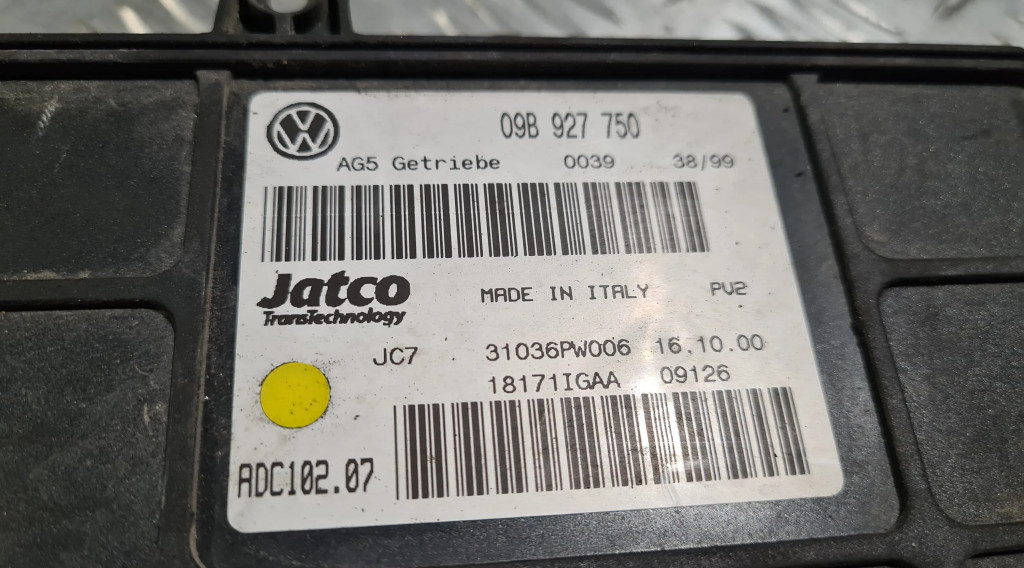 09B 927 750
AG5 Getriebe 0039 38/99
Jatco
TransTechnology
MADE IN ITALY PV2
JC7 31036PW006 16.10.00
18171IGAA 09126
ADC102.07